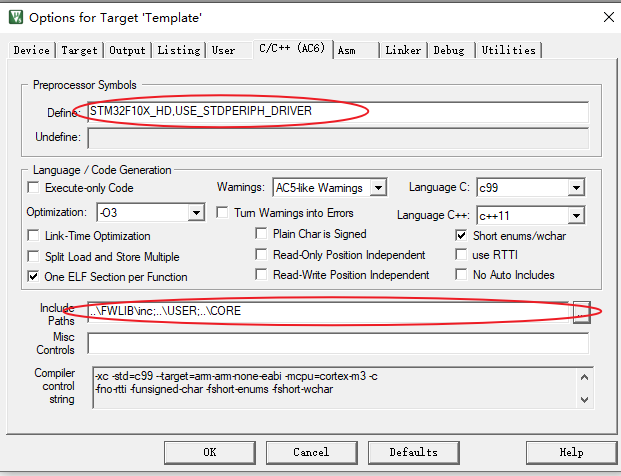 Options for Target 'Template'
Device Target Output Listing User C/C++ (AC6) Asm Linker Debug Utilities
Preprocessor Symbols
Define: STM32F10X_HD,USE_STDPERIPH_DRIVER
Undefine:
Language / Code Generation
Execute-only Code Warnings: AC5-like Warnings Language C: c99
Optimization: -O3 Turn Warnings into Errors Language C++: c++11
Link-Time Optimization Plain Char is Signed Short enums/wchar
Split Load and Store Multiple Read-Only Position Independent use RTTI
One ELF Section per Function Read-Write Position Independent No Auto Includes
Include Paths ..\FWLIB\inc;..\USER;..\CORE ...
Misc Controls
Compiler control string -xc -std=c99 --target=arm-arm-none-eabi -mcpu=cortex-m3 -c
-fno-rtti -funsigned-char -fshort-enums -fshort-wchar
OK Cancel Defaults Help